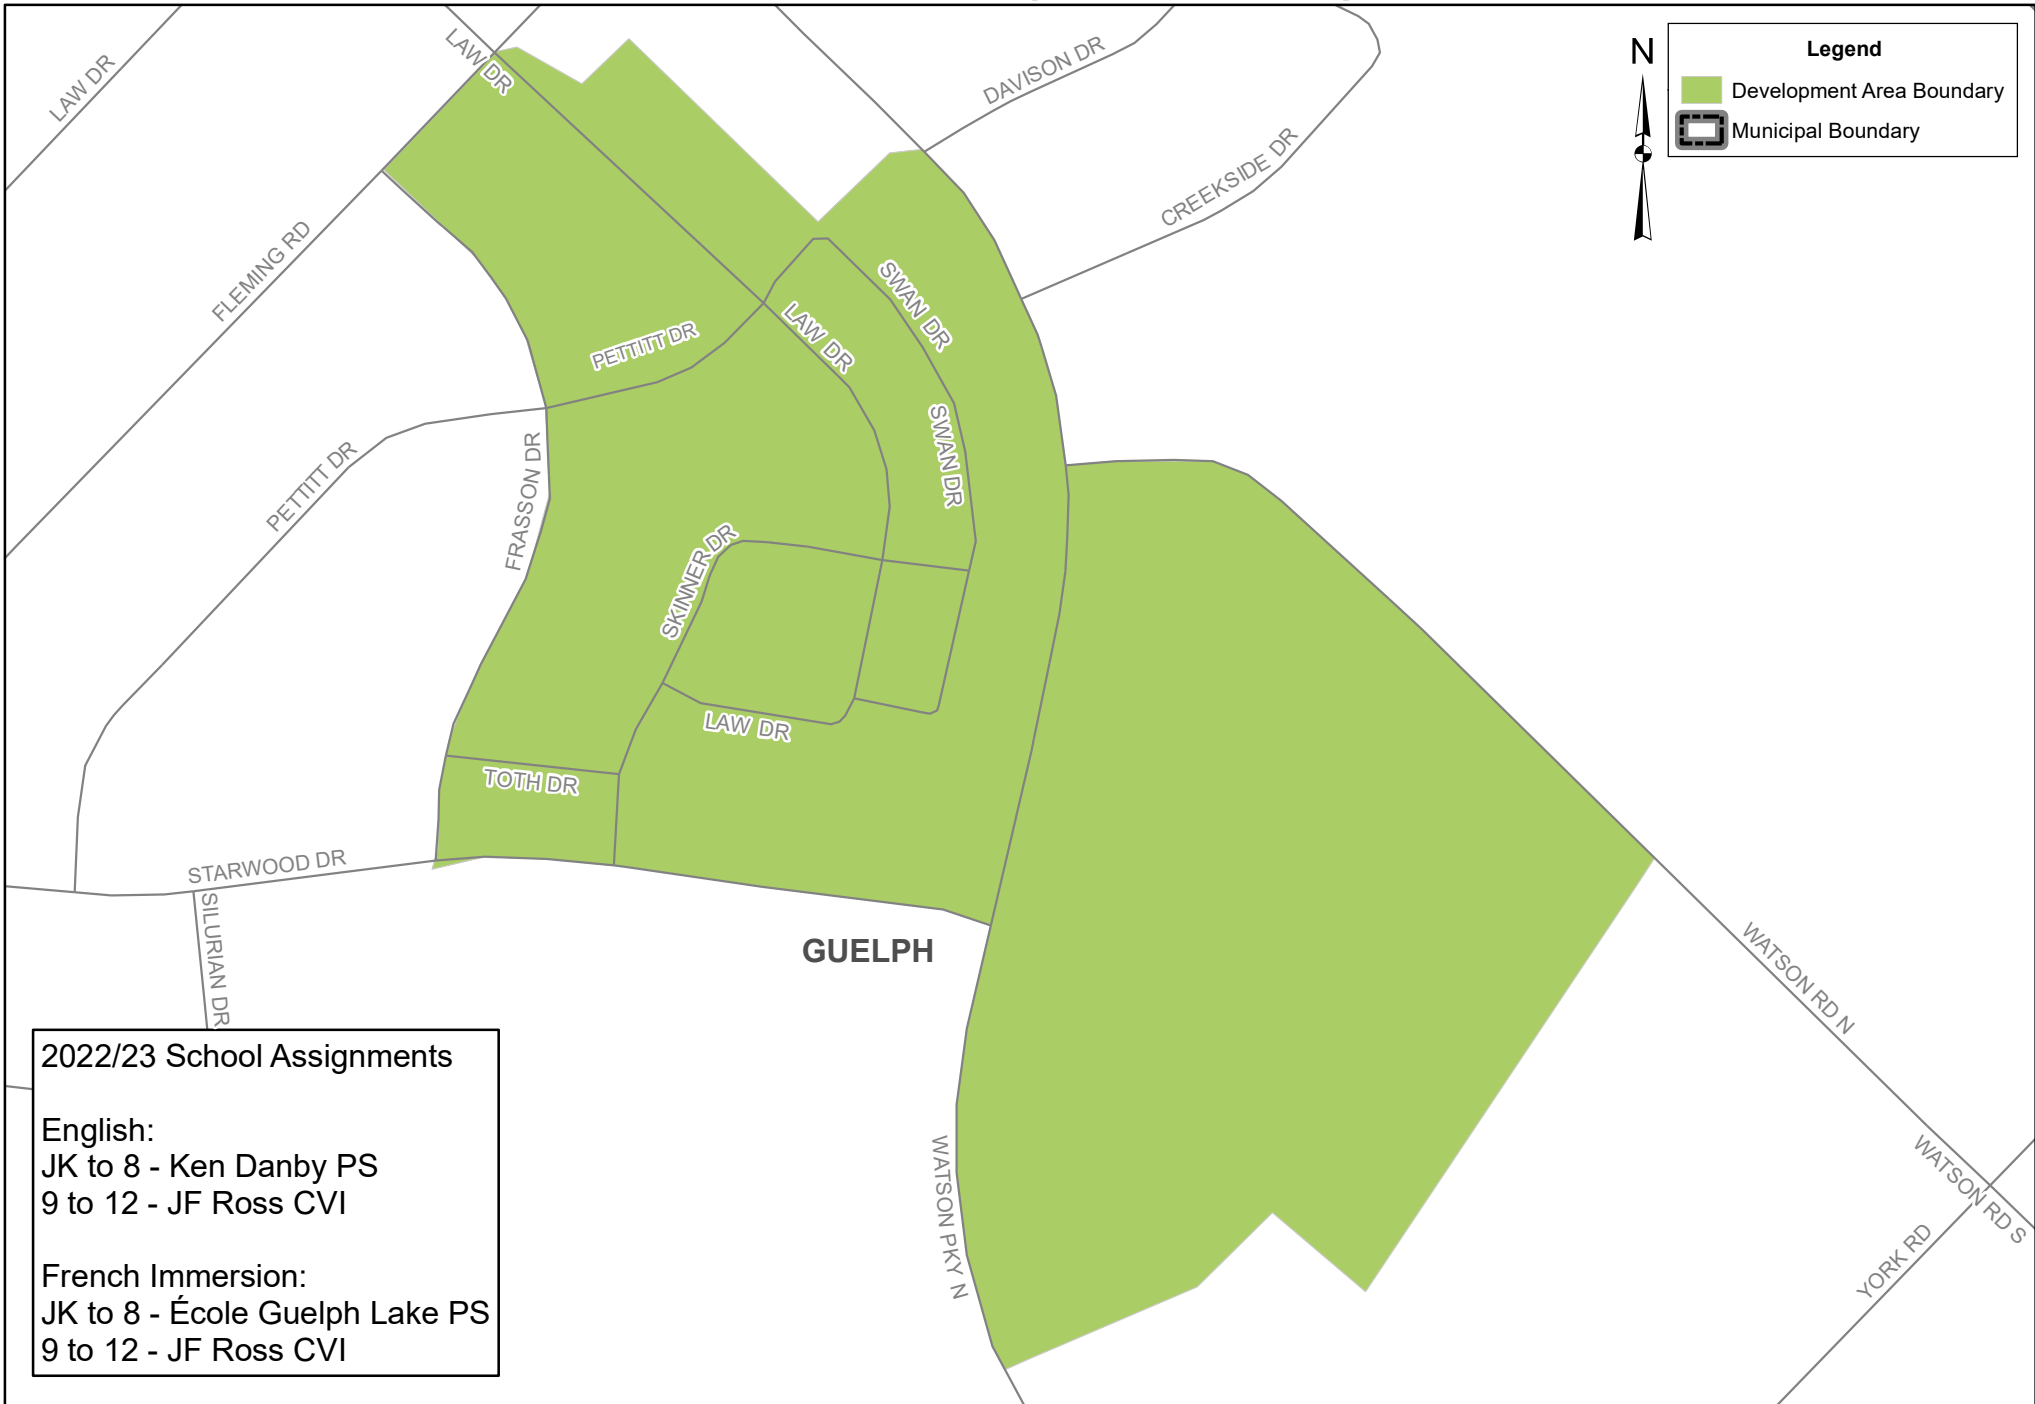 LAW DR
LAW DR
DAVISON DR
N
Legend
Development Area Boundary
Municipal Boundary
CREEKSIDE DR
FLEMING RD
SWAN DR
PETTITT DR
LAW DR
SWAN DR
PETTITT DR
FRASSON DR
SKINNER DR
LAW DR
TOTH DR
STARWOOD DR
SILURIAN DR
GUELPH
WATSON RD N
WATSON PKY N
WATSON RD S
YORK RD
2022/23 School Assignments
English:
JK to 8 - Ken Danby PS
9 to 12 - JF Ross CVI
French Immersion:
JK to 8 - École Guelph Lake PS
9 to 12 - JF Ross CVI